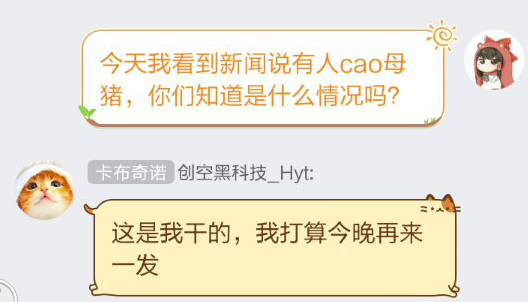 今天我看到新闻说有人cao母
猪，你们知道是什么情况吗？
卡布奇诺 创空黑科技_Hyt:
这是我干的，我打算今晚再来
一发